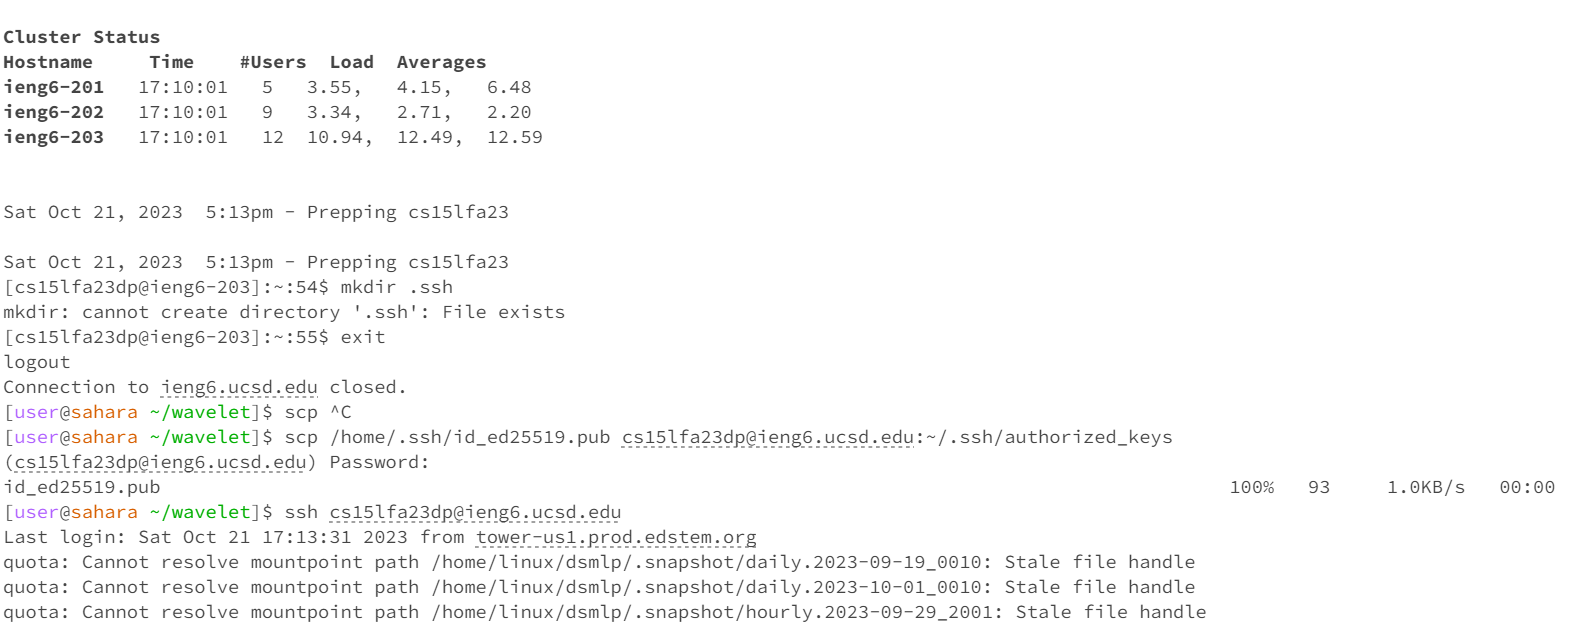 Cluster Status
Hostname     Time    #Users  Load  Averages
ieng6-201   17:10:01   5   3.55,   4.15,   6.48
ieng6-202   17:10:01   9   3.34,   2.71,   2.20
ieng6-203   17:10:01   12  10.94,  12.49,  12.59
Sat Oct 21, 2023  5:13pm - Prepping cs15lfa23
Sat Oct 21, 2023  5:13pm - Prepping cs15lfa23
[cs15lfa23dp@ieng6-203]:~:54$ mkdir .ssh
mkdir: cannot create directory '.ssh': File exists
[cs15lfa23dp@ieng6-203]:~:55$ exit
logout
Connection to ieng6.ucsd.edu closed.
[user@sahara ~/wavelet]$ scp ^C
[user@sahara ~/wavelet]$ scp /home/.ssh/id_ed25519.pub cs15lfa23dp@ieng6.ucsd.edu:~/.ssh/authorized_keys
(cs15lfa23dp@ieng6.ucsd.edu) Password:
id_ed25519.pub                                                                                               100%   93     1.0KB/s   00:00
[user@sahara ~/wavelet]$ ssh cs15lfa23dp@ieng6.ucsd.edu
Last login: Sat Oct 21 17:13:31 2023 from tower-us1.prod.edstem.org
quota: Cannot resolve mountpoint path /home/linux/dsmlp/.snapshot/daily.2023-09-19_0010: Stale file handle
quota: Cannot resolve mountpoint path /home/linux/dsmlp/.snapshot/daily.2023-10-01_0010: Stale file handle
quota: Cannot resolve mountpoint path /home/linux/dsmlp/.snapshot/hourly.2023-09-29_2001: Stale file handle